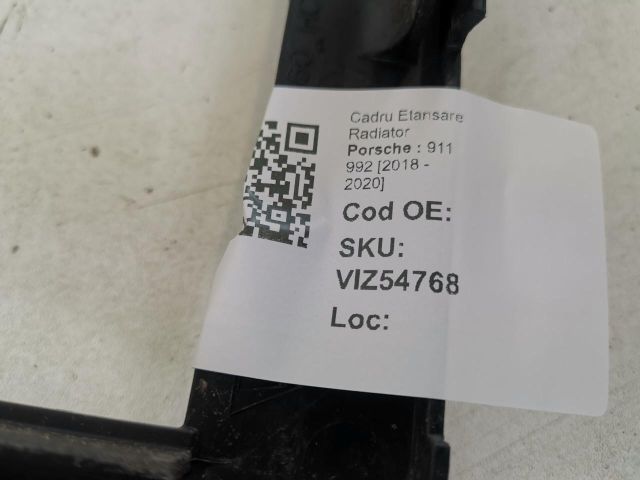 Cadru Etansare
Radiator
Porsche : 911
992 [2018 -
2020]
Cod OE:
SKU:
VIZ54768
Loc: